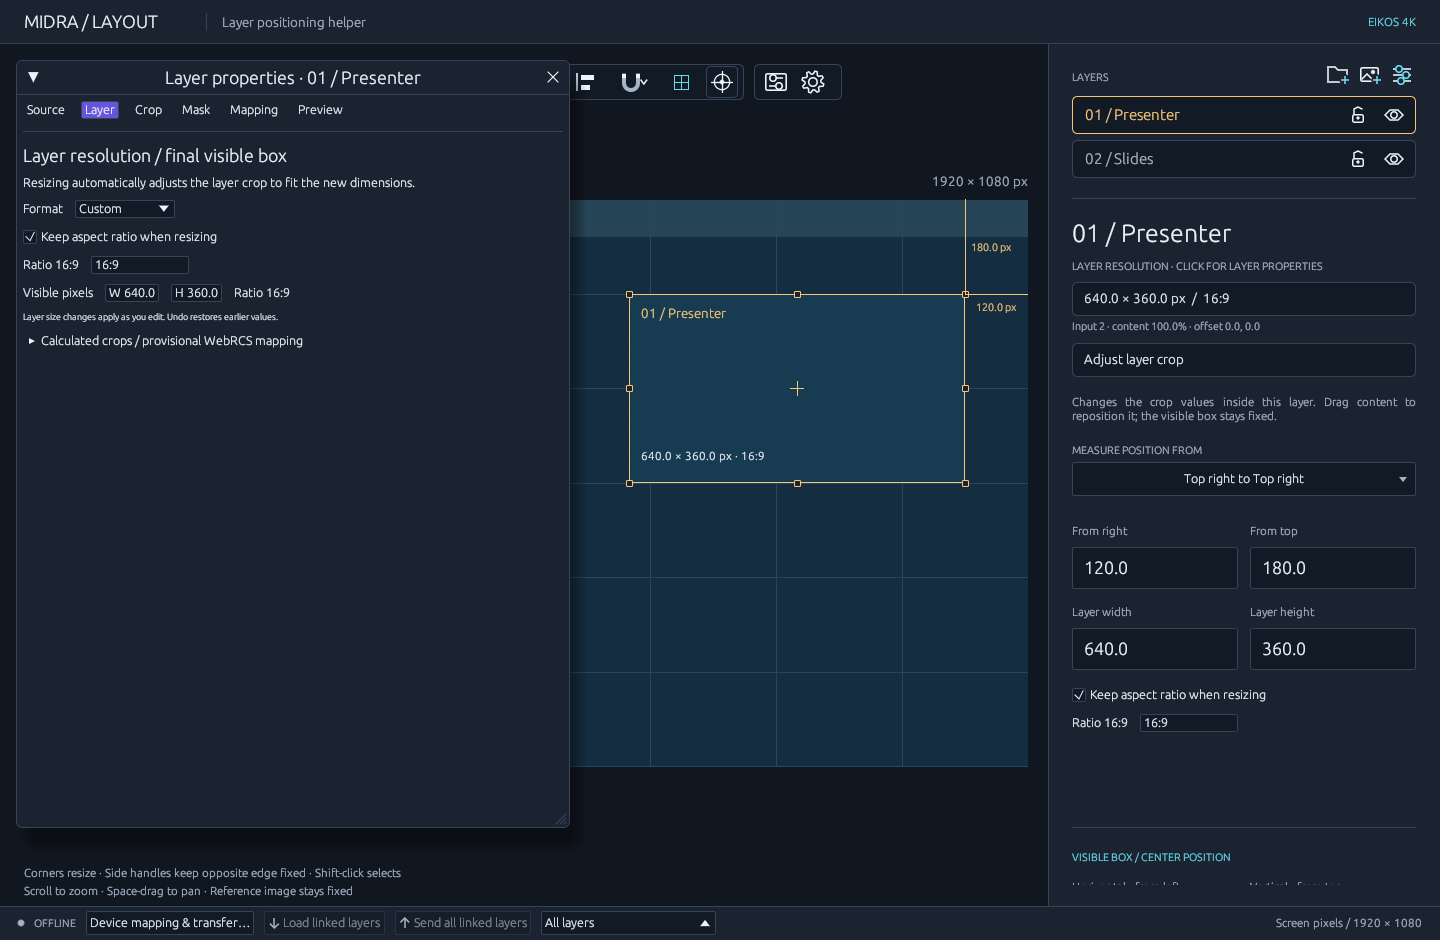 MIDRA / LAYOUT
Layer positioning helper
EIKOS 4K
Layer properties · 01 / Presenter
Source
Layer
Crop
Mask
Mapping
Preview
Layer resolution / final visible box
Resizing automatically adjusts the layer crop to fit the new dimensions.
Format
Custom
Keep aspect ratio when resizing
Ratio 16:9
16:9
Visible pixels
W 640.0
H 360.0
Ratio 16:9
Layer size changes apply as you edit. Undo restores earlier values.
Calculated crops / provisional WebRCS mapping
1920 × 1080 px
180.0 px
120.0 px
01 / Presenter
640.0 × 360.0 px · 16:9
Corners resize · Side handles keep opposite edge fixed · Shift-click selects
Scroll to zoom · Space-drag to pan · Reference image stays fixed
LAYERS
01 / Presenter
02 / Slides
01 / Presenter
LAYER RESOLUTION · CLICK FOR LAYER PROPERTIES
640.0 × 360.0 px / 16:9
Input 2 · content 100.0% · offset 0.0, 0.0
Adjust layer crop
Changes the crop values inside this layer. Drag content to
reposition it; the visible box stays fixed.
MEASURE POSITION FROM
Top right to Top right
From right
From top
120.0
180.0
Layer width
Layer height
640.0
360.0
Keep aspect ratio when resizing
Ratio 16:9
16:9
VISIBLE BOX / CENTER POSITION
OFFLINE
Device mapping & transfer...
Load linked layers
Send all linked layers
All layers
Screen pixels / 1920 × 1080